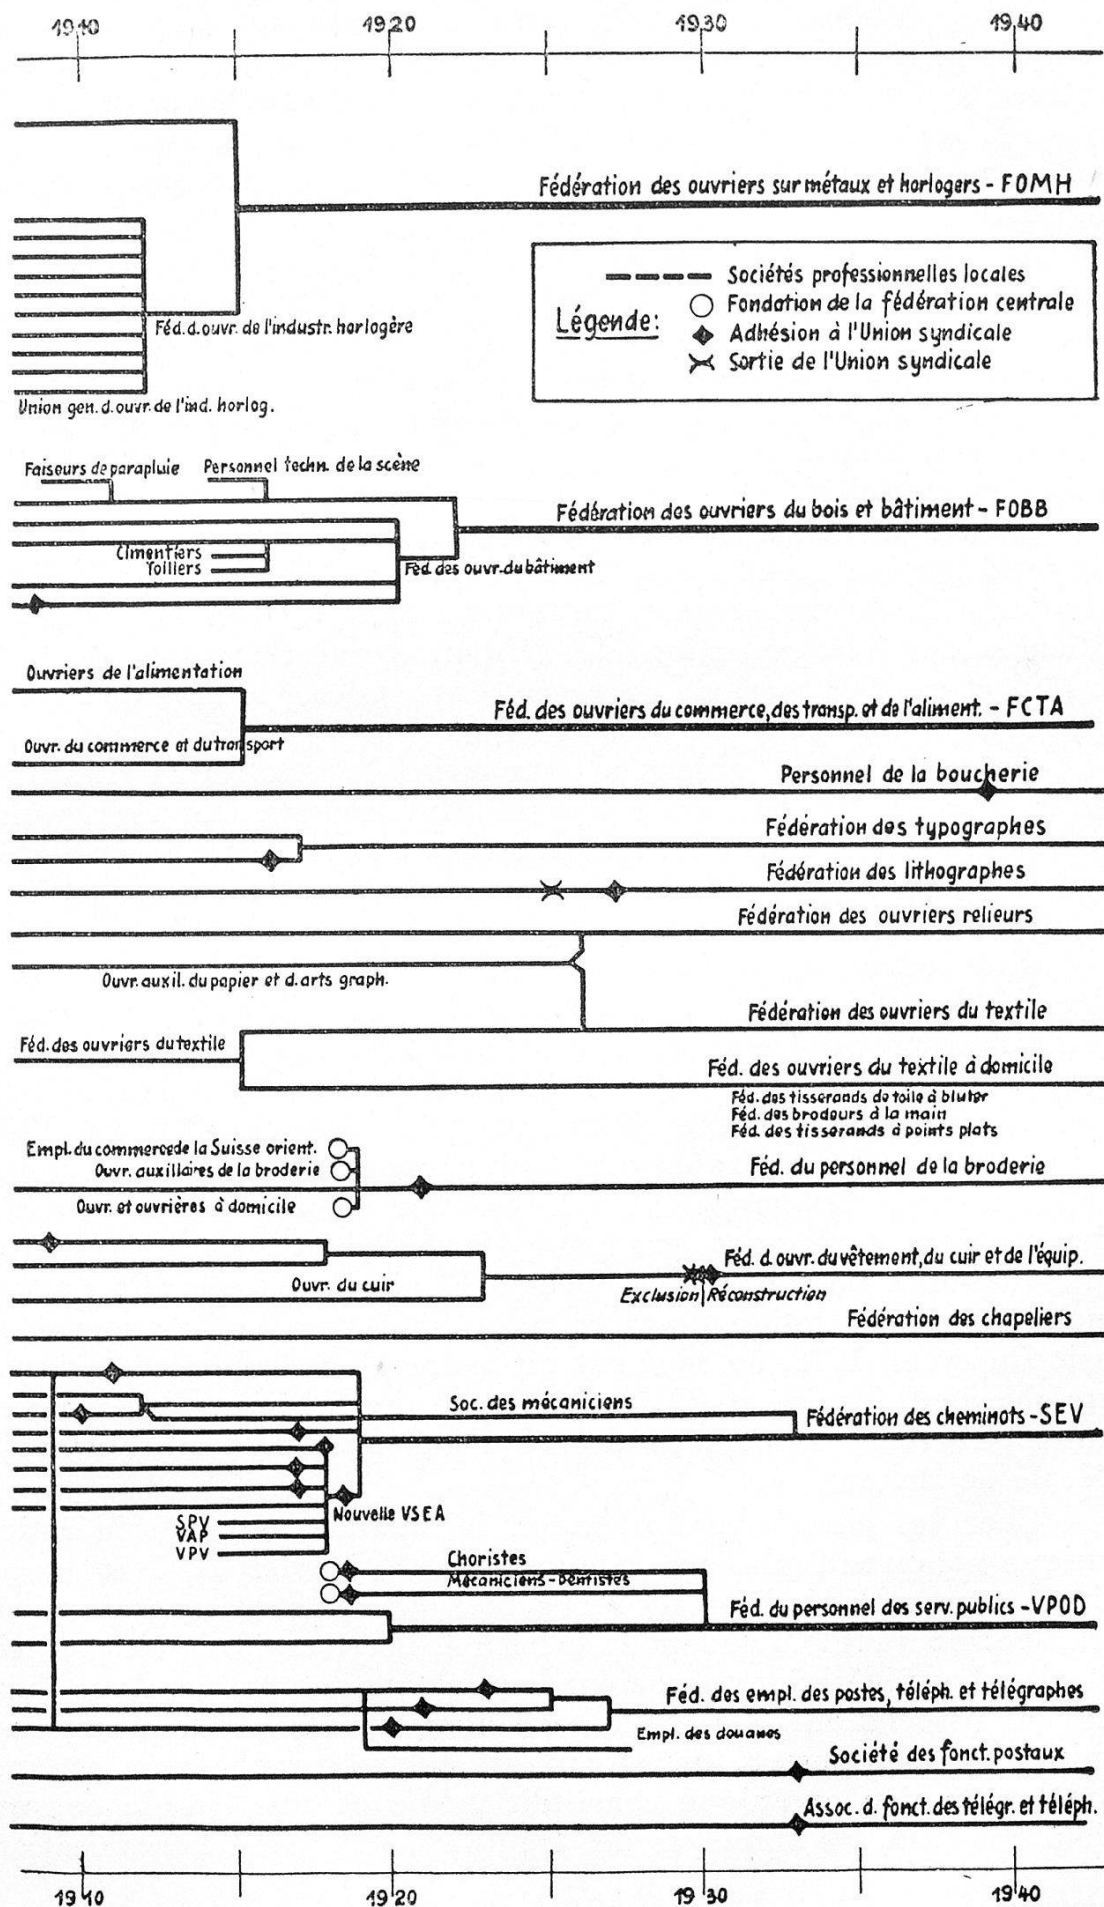 1910 1920 1930 1940
Fédération des ouvriers sur métaux et horlogers - FOMH
Légende:
Sociétés professionnelles locales
Fondation de la fédération centrale
Adhésion à l'Union syndicale
Sortie de l'Union syndicale
Féd. d. ouvr. de l'industr. horlogère
Union gen. d. ouvr. de l'ind. horlog.
Faiseurs de parapluie
Personnel techn. de la scène
Fédération des ouvriers du bois et bâtiment - FOBB
Cimentiers
Tolliers
Féd. des ouvr. du bâtiment
Ouvriers de l'alimentation
Féd. des ouvriers du commerce, des transp. et de l'aliment. - FCTA
Ouvr. du commerce et du transport
Personnel de la boucherie
Fédération des typographes
Fédération des lithographes
Fédération des ouvriers relieurs
Ouvr. auxil. du papier et d. arts graph.
Fédération des ouvriers du textile
Féd. des ouvriers du textile
Féd. des ouvriers du textile à domicile
Féd. des tisserands de toile à bluter
Féd. des brodeurs à la main
Féd. des tisserands à points plats
Empl. du commerce de la Suisse orient.
Ouvr. auxillaires de la broderie
Féd. du personnel de la broderie
Ouvr. et ouvrières à domicile
Féd. d. ouvr. du vêtement, du cuir et de l'équip.
Ouvr. du cuir
Exclusion Réconstruction
Fédération des chapeliers
Soc. des mécaniciens
Fédération des cheminots - SEV
Nouvelle VSEA
SPV
VAP
VPV
Choristes
Mécaniciens - Dentistes
Féd. du personnel des serv. publics - VPOD
Féd. des empl. des postes, téléph. et télégraphes
Empl. des douanes
Société des fonct. postaux
Assoc. d. fonct. des télégr. et téléph.
1910 1920 1930 1940